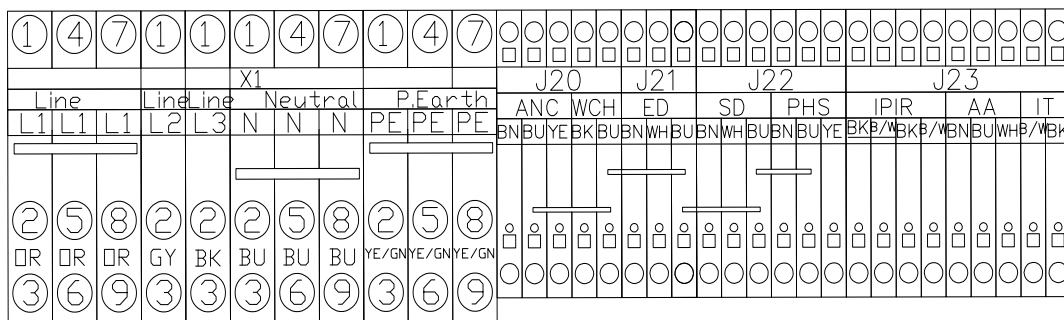 1 4 7 1 1 1 4 7 1 4 7
X1 J20 J21 J22 J23
Line Line Line Neutral P.Earth ANC WCH ED SD PHS IPIR AA IT
L1 L1 L1 L2 L3 N N N PE PE PE BN BU YE BK BU BN WH BU BN WH BU BN BU YE BK B/W BK B/W BN BU WH B/W BK
2 5 8 2 2 2 5 8 2 5 8
OR OR OR GY BK BU BU BU YE/GN YE/GN YE/GN
3 6 9 3 3 3 6 9 3 6 9